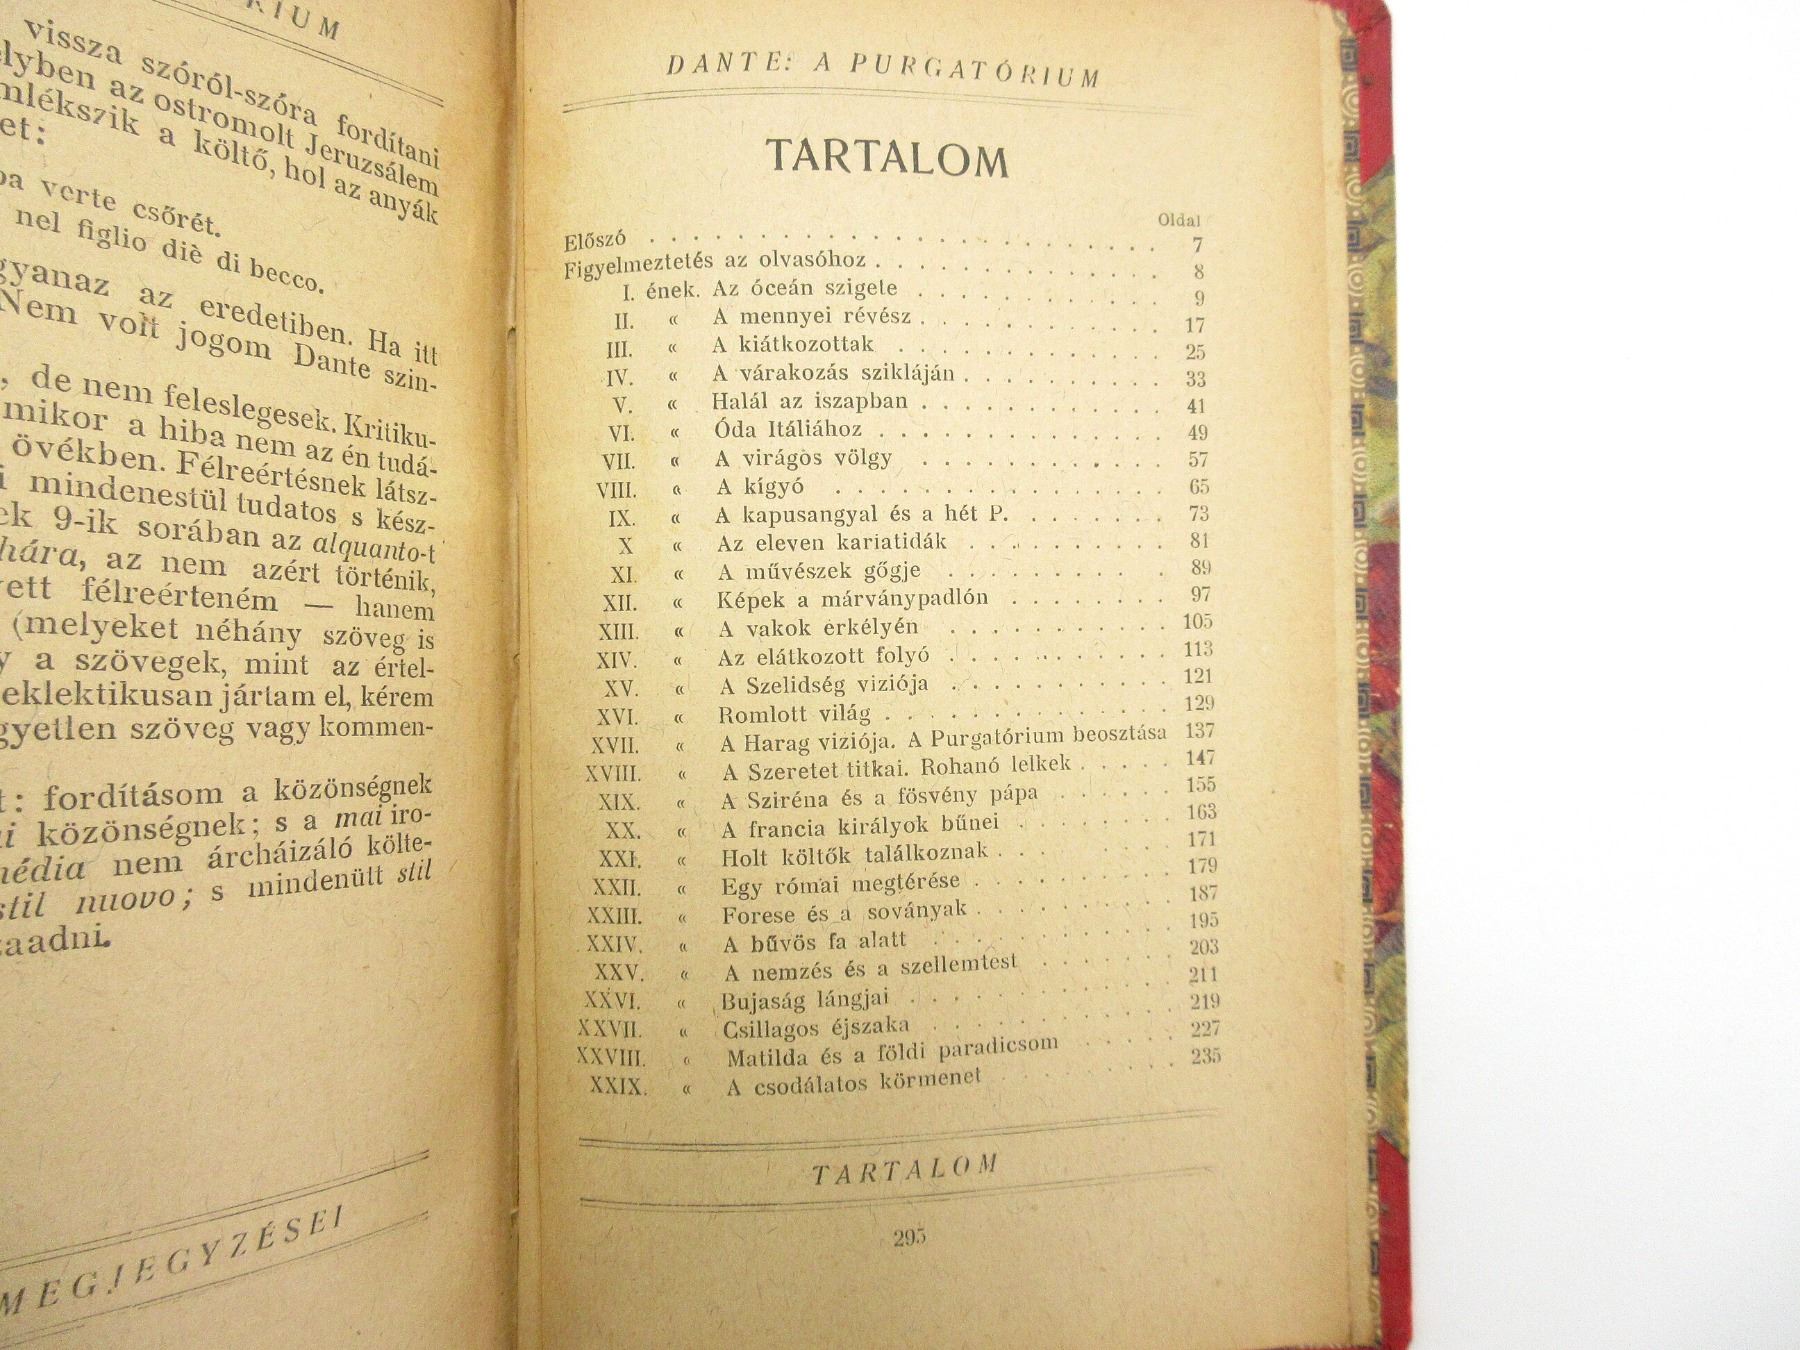 RIUM
vissza szóról-szóra fordítani
elyben az ostromolt Jeruzsálem
mlékszik a költő, hol az anyák
et:
ba verte csőrét.
nel figlio diè di becco.
gyanaz az eredetiben. Ha itt
Nem volt jogom Dante szin-
, de nem feleslegesek. Kritiku-
mikor a hiba nem az én tudá-
övékben. Félreértésnek látsz-
i mindenestül tudatos s kész-
ek 9-ik sorában az alquanto-t
hára, az nem azért történik,
yett félreérteném — hanem
(melyeket néhány szöveg is
y a szövegek, mint az értel-
eklektikusan jártam el, kérem
gyetlen szöveg vagy kommen-
t: fordításom a közönségnek
i közönségnek; s a mai iro-
média nem árcháizáló költe-
stil nuovo; s mindenütt stil
zaadni.
MEGJEGYZÉSEI
DANTE: A PURGATÓRIUM
TARTALOM
Oldal
Előszó . . . . . . . . . . . . . . . . . . . . . . 7
Figyelmeztetés az olvasóhoz . . . . . . . . . . . . . 8
I. ének. Az óceán szigete . . . . . . . . . . . 9
II. « A mennyei révész . . . . . . . . . . . 17
III. « A kiátkozottak . . . . . . . . . . . . 25
IV. « A várakozás szikláján . . . . . . . . . 33
V. « Halál az iszapban . . . . . . . . . . . 41
VI. « Óda Itáliához . . . . . . . . . . . . . 49
VII. « A virágos völgy . . . . . . . . . . . 57
VIII. « A kígyó . . . . . . . . . . . . . . . 65
IX. « A kapusangyal és a hét P. . . . . . . . 73
X « Az eleven kariatidák . . . . . . . . . 81
XI. « A művészek gőgje . . . . . . . . . . 89
XII. « Képek a márványpadlón . . . . . . . 97
XIII. « A vakok erkélyén . . . . . . . . . . 105
XIV. « Az elátkozott folyó . . . . . . . . . . 113
XV. « A Szelidség viziója . . . . . . . . . . 121
XVI. « Romlott világ . . . . . . . . . . . . . 129
XVII. « A Harag viziója. A Purgatórium beosztása 137
XVIII. « A Szeretet titkai. Rohanó lelkek . . . . . 147
XIX. « A Sziréna és a fösvény pápa . . . . . 155
XX. « A francia királyok bűnei . . . . . . . 163
XXI. « Holt költők találkoznak . . . . . . . . 171
XXII. « Egy római megtérése . . . . . . . . . 179
XXIII. « Forese és a soványak . . . . . . . . . 187
XXIV. « A bűvös fa alatt . . . . . . . . . . . 195
XXV. « A nemzés és a szellemtest . . . . . . 203
XXVI. « Bujaság lángjai . . . . . . . . . . . . 211
XXVII. « Csillagos éjszaka . . . . . . . . . . . 219
XXVIII. « Matilda és a földi paradicsom . . . . . 227
XXIX. « A csodálatos körmenet . . . . . . . . 235
TARTALOM
295